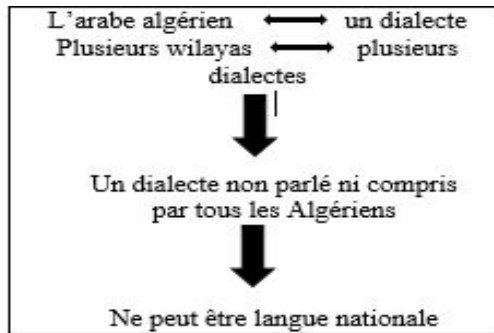 L'arabe algérien un dialecte
Plusieurs wilayas plusieurs
dialectes
Un dialecte non parlé ni compris
par tous les Algériens
Ne peut être langue nationale